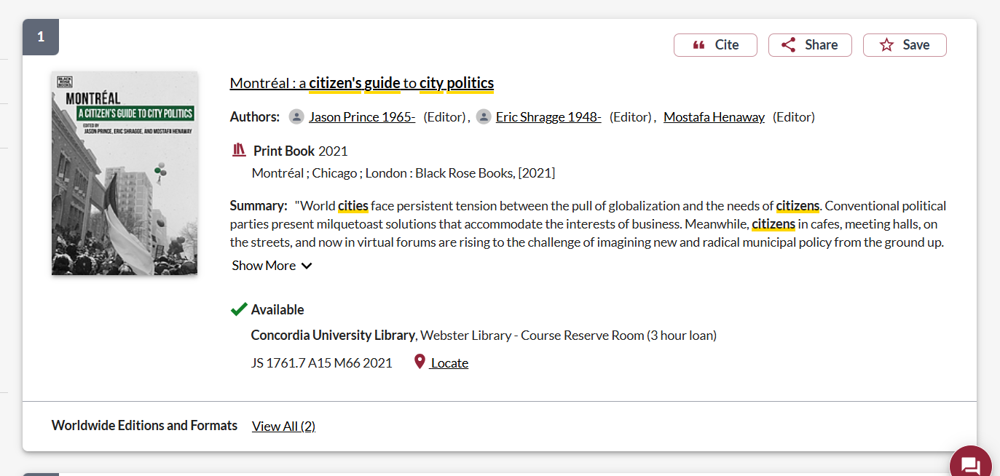 1
Cite
Share
Save
BLACK
ROSE
BOOKS
MONTRÉAL
A CITIZEN'S GUIDE TO CITY POLITICS
EDITED BY
JASON PRINCE, ERIC SHRAGGE, AND MOSTAFA HENAWAY
Montréal : a citizen's guide to city politics
Authors: Jason Prince 1965- (Editor), Eric Shragge 1948- (Editor), Mostafa Henaway (Editor)
Print Book 2021
Montréal ; Chicago ; London : Black Rose Books, [2021]
Summary: "World cities face persistent tension between the pull of globalization and the needs of citizens. Conventional political
parties present milquetoast solutions that accommodate the interests of business. Meanwhile, citizens in cafes, meeting halls, on
the streets, and now in virtual forums are rising to the challenge of imagining new and radical municipal policy from the ground up.
Show More
Available
Concordia University Library, Webster Library - Course Reserve Room (3 hour loan)
JS 1761.7 A15 M66 2021 Locate
Worldwide Editions and Formats View All (2)